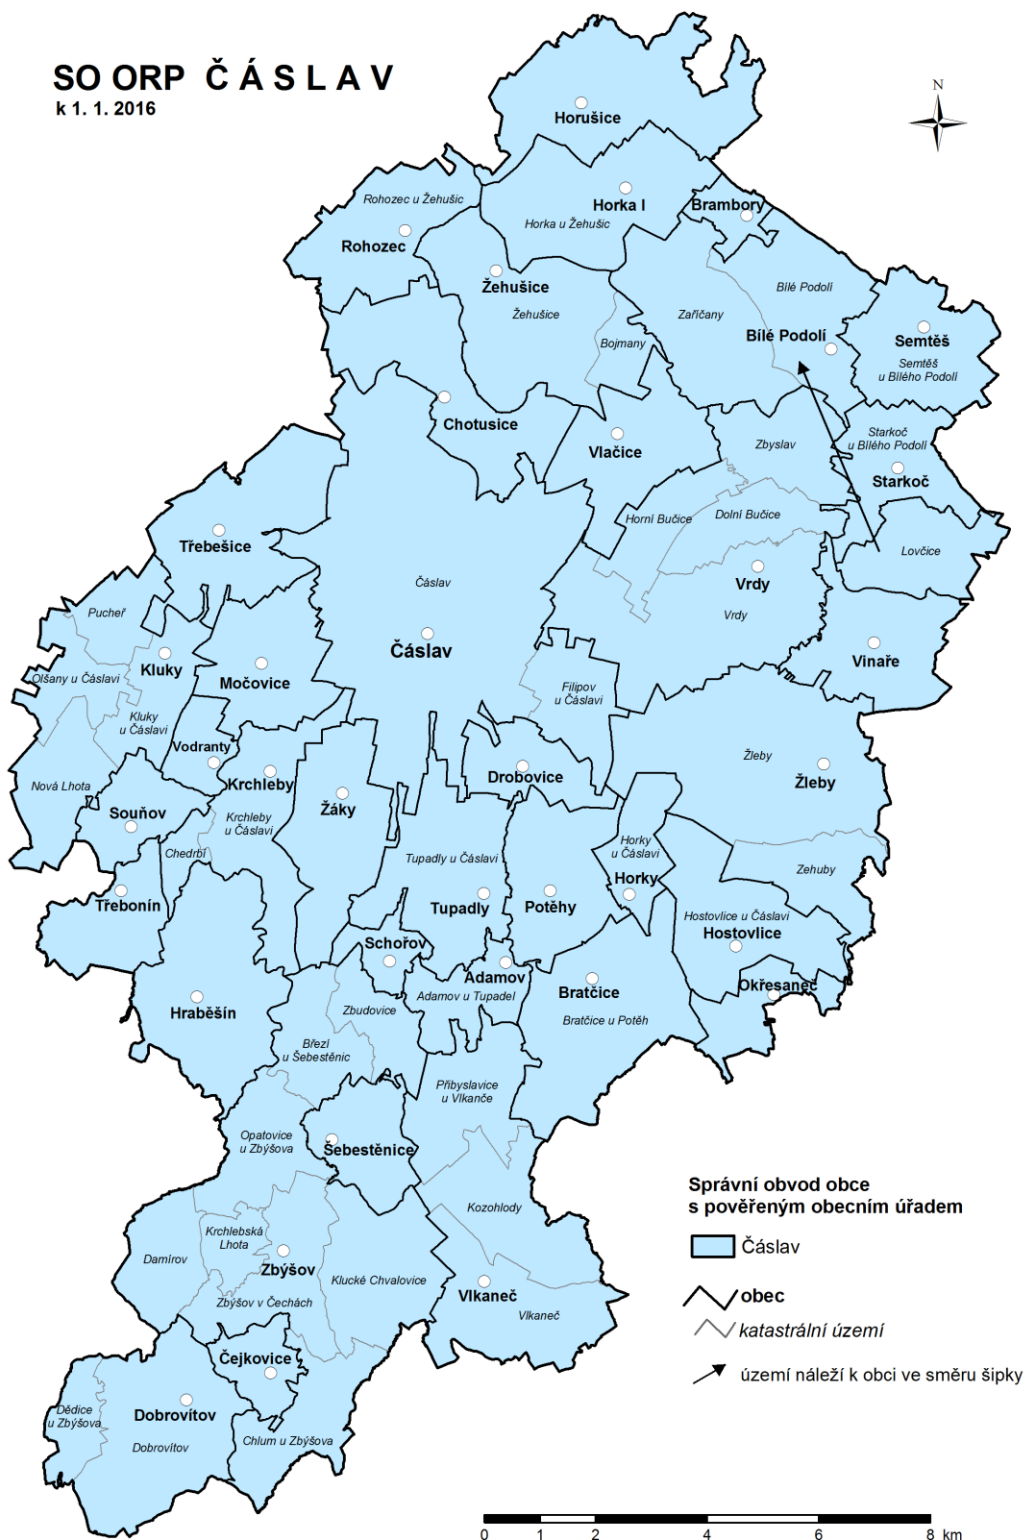 SO ORP ČÁSLAV
k 1. 1. 2016
N
Horušice
Horka I
Horka u Žehušic
Brambory
Rohozec u Žehušic
Rohozec
Žehušice
Žehušice
Bojmany
Zaříčany
Bílé Podolí
Bílé Podolí
Semtěš
Semtěš
u Bílého Podolí
Chotusice
Vlačice
Zbyslav
Starkoč
u Bílého Podolí
Starkoč
Třebešice
Horní Bučice
Dolní Bučice
Lovčice
Čáslav
Čáslav
Vrdy
Vrdy
Pucheř
Kluky
Olšany u Čáslavi
Močovice
Vinaře
Filipov
u Čáslavi
Kluky
u Čáslavi
Vodranty
Krchleby
Drobovice
Žleby
Žleby
Nová Lhota
Souňov
Žáky
Krchleby
u Čáslavi
Chedrbí
Tupadly u Čáslavi
Horky
u Čáslavi
Horky
Zehuby
Třebonín
Tupadly
Potěhy
Hostovlice u Čáslavi
Hostovlice
Schořov
Adamov
Adamov u Tupadel
Bratčice
Bratčice u Potěh
Okřesaneč
Hraběšín
Zbudovice
Březí
u Šebestěnic
Přibyslavice
u Vlkanče
Opatovice
u Zbýšova
Šebestěnice
Kozohlody
Krchlebská
Lhota
Damírov
Zbýšov
Klucké Chvalovice
Zbýšov v Čechách
Vlkaneč
Vlkaneč
Čejkovice
Dědice
u Zbýšova
Dobrovítov
Dobrovítov
Chlum u Zbýšova
Správní obvod obce
s pověřeným obecním úřadem
Čáslav
obec
katastrální území
území náleží k obci ve směru šipky
0 1 2 4 6 8 km